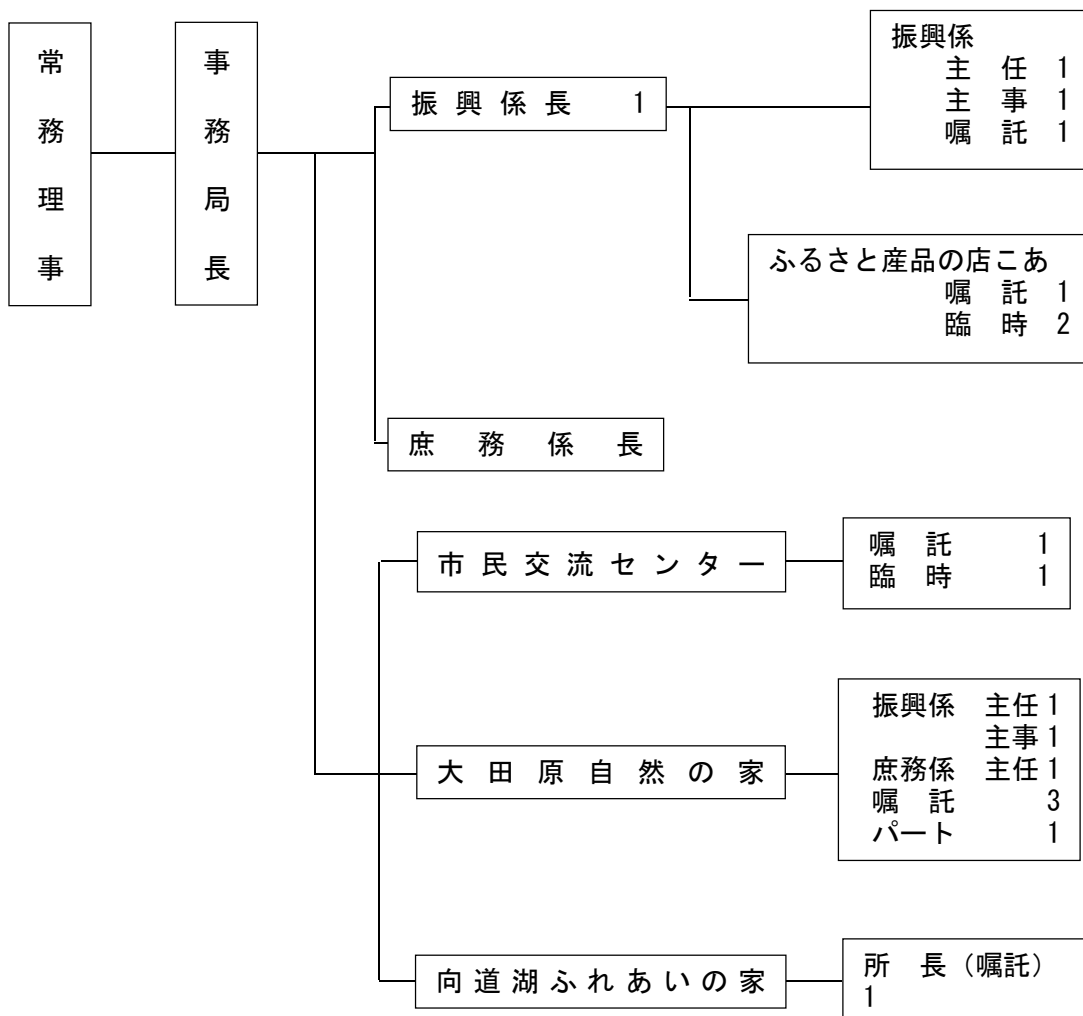 常務理事
事務局長
振興係長 1
振興係
主任 1
主事 1
嘱託 1
ふるさと産品の店こあ
嘱託 1
臨時 2
庶務係長
市民交流センター
嘱託 1
臨時 1
大田原自然の家
振興係 主任1
主事1
庶務係 主任1
嘱託 3
パート 1
向道湖ふれあいの家
所長(嘱託)
1